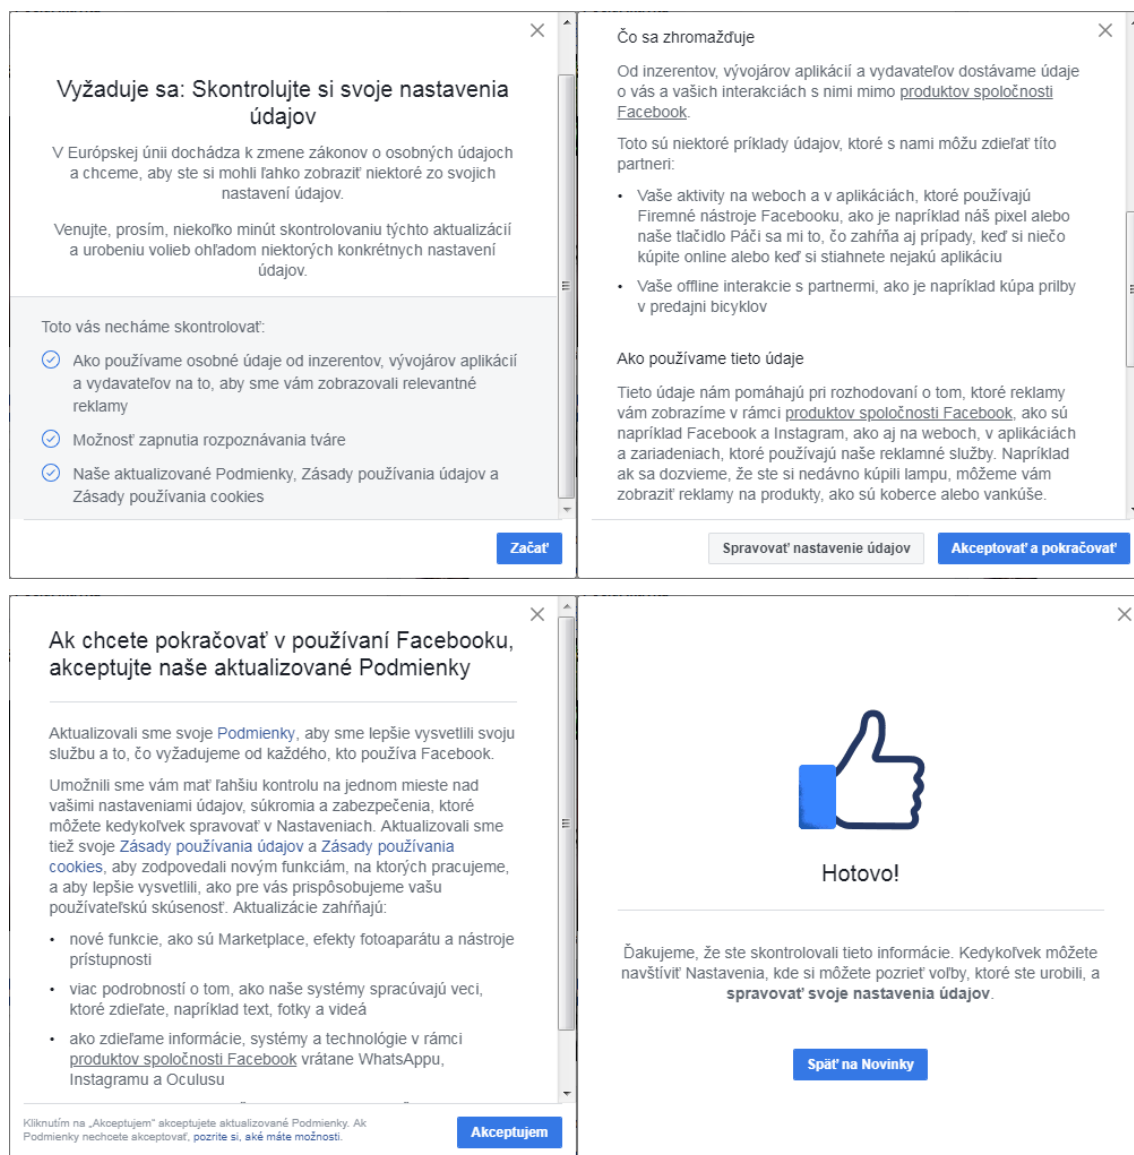 Vyžaduje sa: Skontrolujte si svoje nastavenia
údajov
V Európskej únii dochádza k zmene zákonov o osobných údajoch
a chceme, aby ste si mohli ľahko zobraziť niektoré zo svojich
nastavení údajov.
Venujte, prosím, niekoľko minút skontrolovaniu týchto aktualizácií
a urobeniu volieb ohľadom niektorých konkrétnych nastavení
údajov.
Toto vás necháme skontrolovať:
Ako používame osobné údaje od inzerentov, vývojárov aplikácií
a vydavateľov na to, aby sme vám zobrazovali relevantné
reklamy
Možnosť zapnutia rozpoznávania tváre
Naše aktualizované Podmienky, Zásady používania údajov a
Zásady používania cookies
Začať
Čo sa zhromažďuje
Od inzerentov, vývojárov aplikácií a vydavateľov dostávame údaje
o vás a vašich interakciách s nimi mimo produktov spoločnosti
Facebook.
Toto sú niektoré príklady údajov, ktoré s nami môžu zdieľať títo
partneri:
• Vaše aktivity na weboch a v aplikáciách, ktoré používajú
Firemné nástroje Facebooku, ako je napríklad náš pixel alebo
naše tlačidlo Páči sa mi to, čo zahŕňa aj prípady, keď si niečo
kúpite online alebo keď si stiahnete nejakú aplikáciu
• Vaše offline interakcie s partnermi, ako je napríklad kúpa prilby
v predajni bicyklov
Ako používame tieto údaje
Tieto údaje nám pomáhajú pri rozhodovaní o tom, ktoré reklamy
vám zobrazíme v rámci produktov spoločnosti Facebook, ako sú
napríklad Facebook a Instagram, ako aj na weboch, v aplikáciách
a zariadeniach, ktoré používajú naše reklamné služby. Napríklad
ak sa dozvieme, že ste si nedávno kúpili lampu, môžeme vám
zobraziť reklamy na produkty, ako sú koberce alebo vankúše.
Spravovať nastavenie údajov
Akceptovať a pokračovať
Ak chcete pokračovať v používaní Facebooku,
akceptujte naše aktualizované Podmienky
Aktualizovali sme svoje Podmienky, aby sme lepšie vysvetlili svoju
službu a to, čo vyžadujeme od každého, kto používa Facebook.
Umožnili sme vám mať ľahšiu kontrolu na jednom mieste nad
vašimi nastaveniami údajov, súkromia a zabezpečenia, ktoré
môžete kedykoľvek spravovať v Nastaveniach. Aktualizovali sme
tiež svoje Zásady používania údajov a Zásady používania
cookies, aby zodpovedali novým funkciám, na ktorých pracujeme,
a aby lepšie vysvetlili, ako pre vás prispôsobujeme vašu
používateľskú skúsenosť. Aktualizácie zahŕňajú:
• nové funkcie, ako sú Marketplace, efekty fotoaparátu a nástroje
prístupnosti
• viac podrobností o tom, ako naše systémy spracúvajú veci,
ktoré zdieľate, napríklad text, fotky a videá
• ako zdieľame informácie, systémy a technológie v rámci
produktov spoločnosti Facebook vrátane WhatsAppu,
Instagramu a Oculusu
Kliknutím na „Akceptujem“ akceptujete aktualizované Podmienky. Ak
Podmienky nechcete akceptovať, pozrite si, aké máte možnosti.
Akceptujem
Hotovo!
Ďakujeme, že ste skontrolovali tieto informácie. Kedykoľvek môžete
navštíviť Nastavenia, kde si môžete pozrieť voľby, ktoré ste urobili, a
spravovať svoje nastavenia údajov.
Späť na Novinky